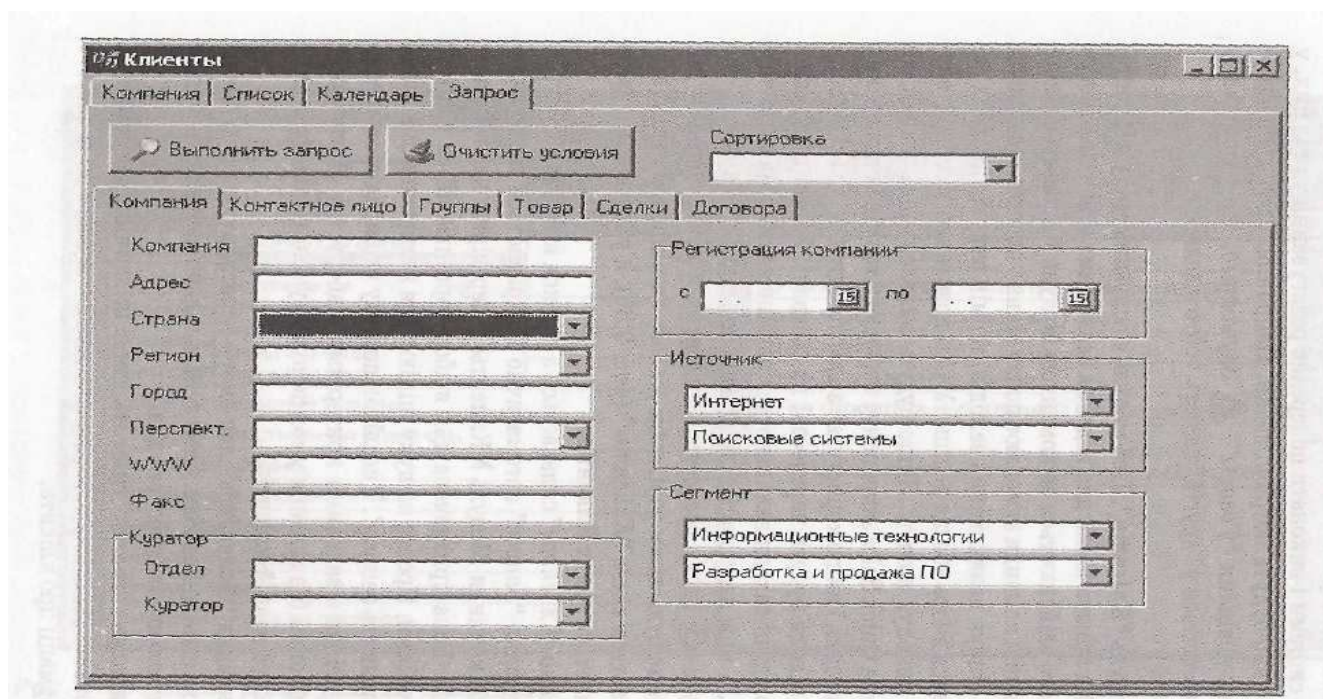 Клиенты
Компания Список Календарь Запрос
Выполнить запрос Очистить условия Сортировка
Компания Контактное лицо Группы Товар Сделки Договора
Компания
Адрес
Страна
Регион
Город
Перспект.
WWW
Факс
Куратор
Отдел
Куратор
Регистрация компании
с . . 15 по . . 15
Источник
Интернет
Поисковые системы
Сегмент
Информационные технологии
Разработка и продажа ПО